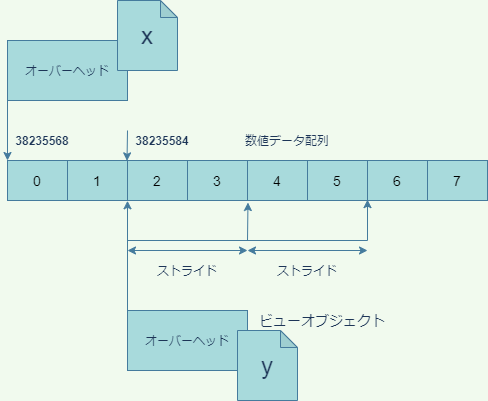 x
オーバーヘッド
38235568
38235584
数値データ配列
0 1 2 3 4 5 6 7
ストライド ストライド
オーバーヘッド
ビューオブジェクト
y